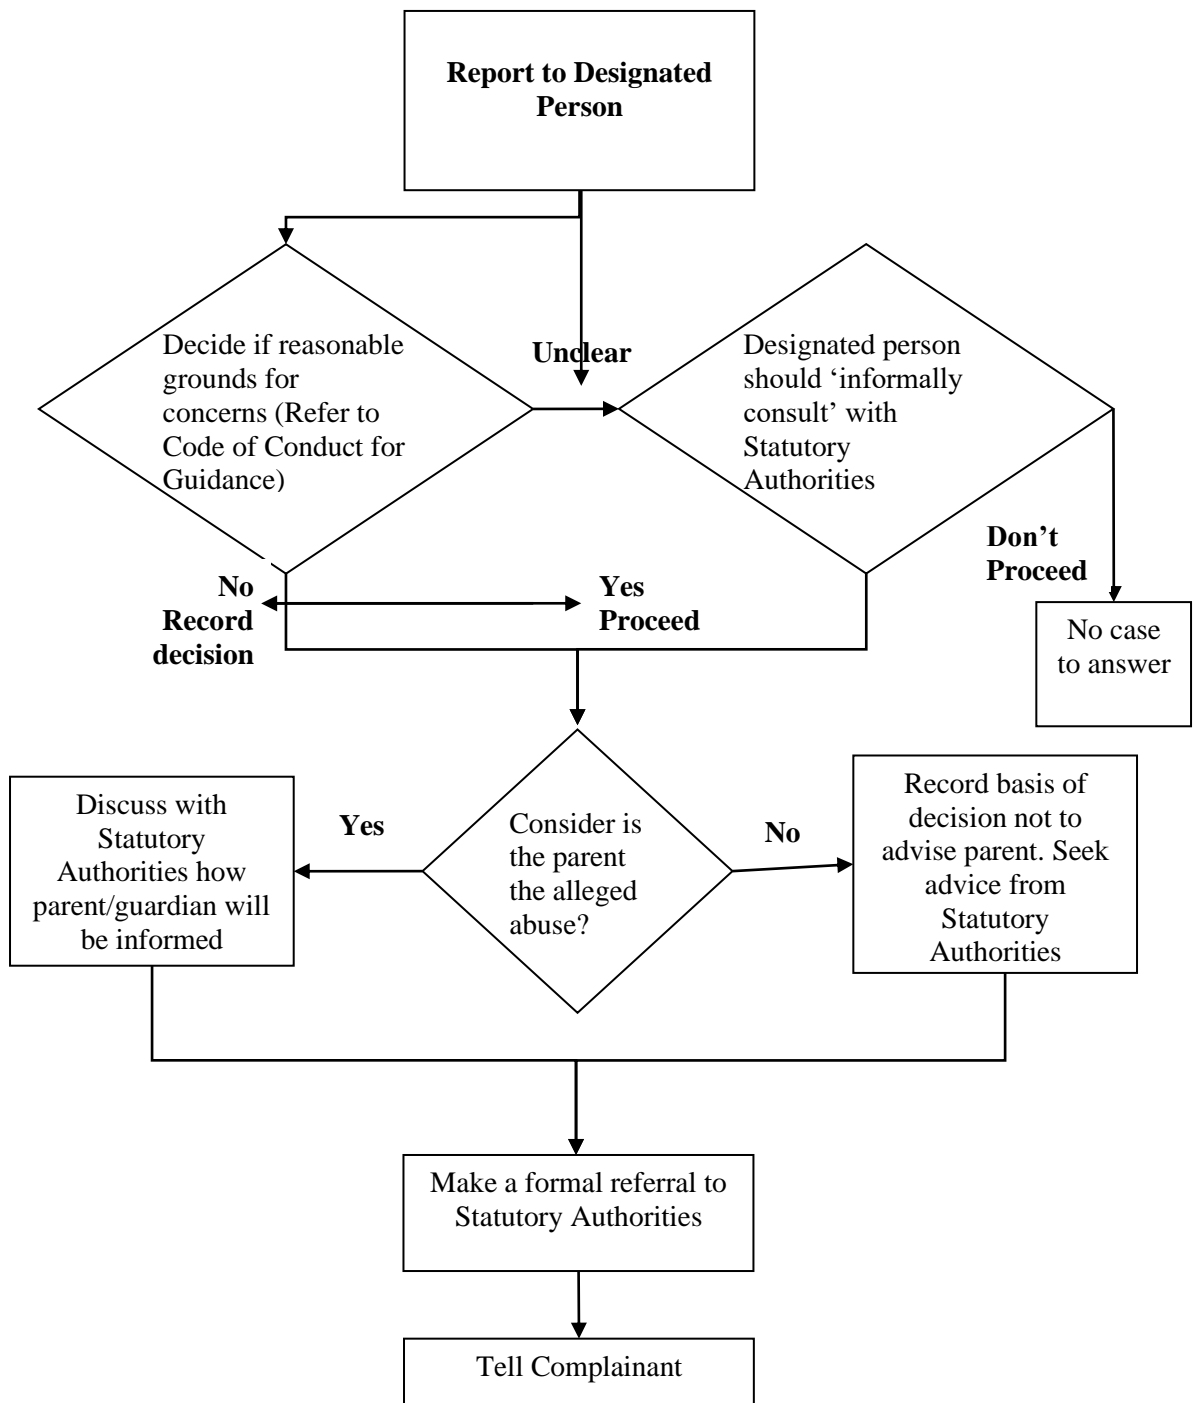 Report to Designated
Person
Decide if reasonable
grounds for
concerns (Refer to
Code of Conduct for
Guidance)
Unclear
Designated person
should ‘informally
consult’ with
Statutory
Authorities
Don’t
Proceed
No
Record
decision
Yes
Proceed
No case
to answer
Discuss with
Statutory
Authorities how
parent/guardian will
be informed
Yes
Consider is
the parent
the alleged
abuse?
No
Record basis of
decision not to
advise parent. Seek
advice from
Statutory
Authorities
Make a formal referral to
Statutory Authorities
Tell Complainant